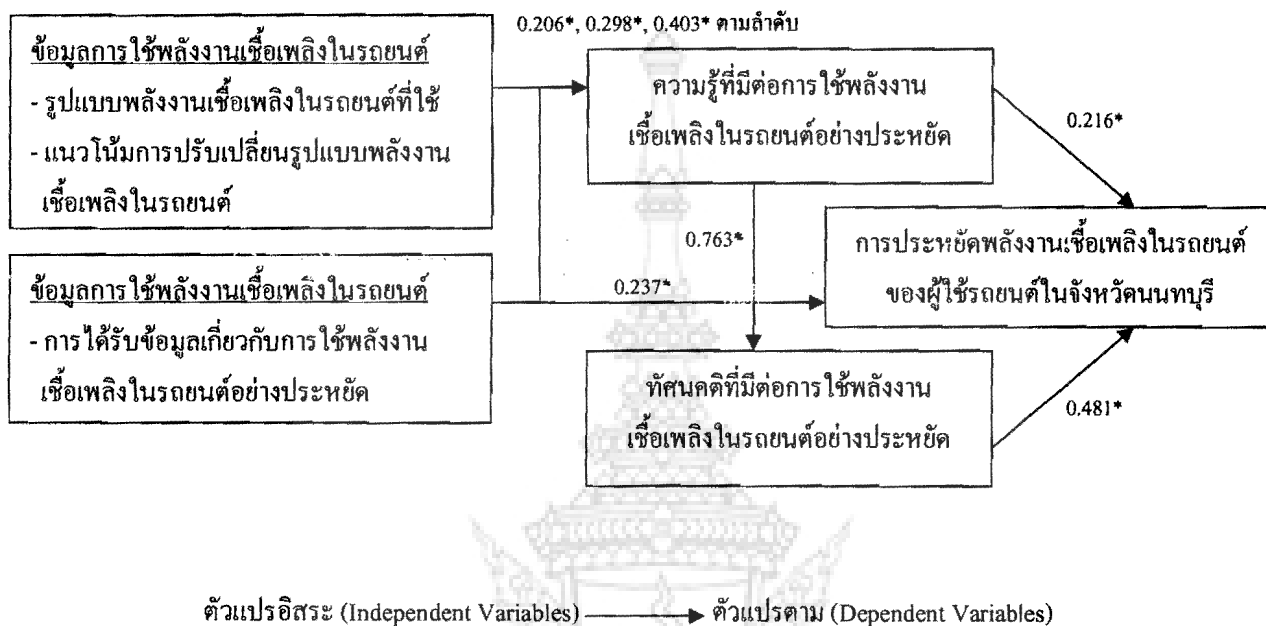 0.206*, 0.298*, 0.403* ตามลำดับ
ข้อมูลการใช้พลังงานเชื้อเพลิงในรถยนต์
- รูปแบบพลังงานเชื้อเพลิงในรถยนต์ที่ใช้
- แนวโน้มการปรับเปลี่ยนรูปแบบพลังงาน
เชื้อเพลิงในรถยนต์
ความรู้ที่มีต่อการใช้พลังงาน
เชื้อเพลิงในรถยนต์อย่างประหยัด
0.216*
0.763*
การประหยัดพลังงานเชื้อเพลิงในรถยนต์
ของผู้ใช้รถยนต์ในจังหวัดนนทบุรี
ข้อมูลการใช้พลังงานเชื้อเพลิงในรถยนต์
- การได้รับข้อมูลเกี่ยวกับการใช้พลังงาน
เชื้อเพลิงในรถยนต์อย่างประหยัด
0.237*
ทัศนคติที่มีต่อการใช้พลังงาน
เชื้อเพลิงในรถยนต์อย่างประหยัด
0.481*
ตัวแปรอิสระ (Independent Variables) ตัวแปรตาม (Dependent Variables)